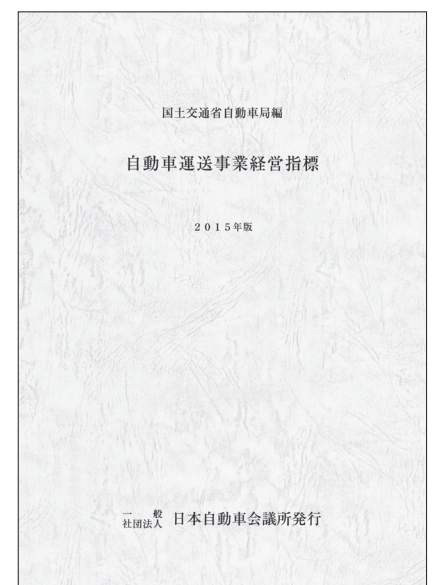 国土交通省自動車局編
自動車運送事業経営指標
2015年版
一般
社団法人 日本自動車会議所発行